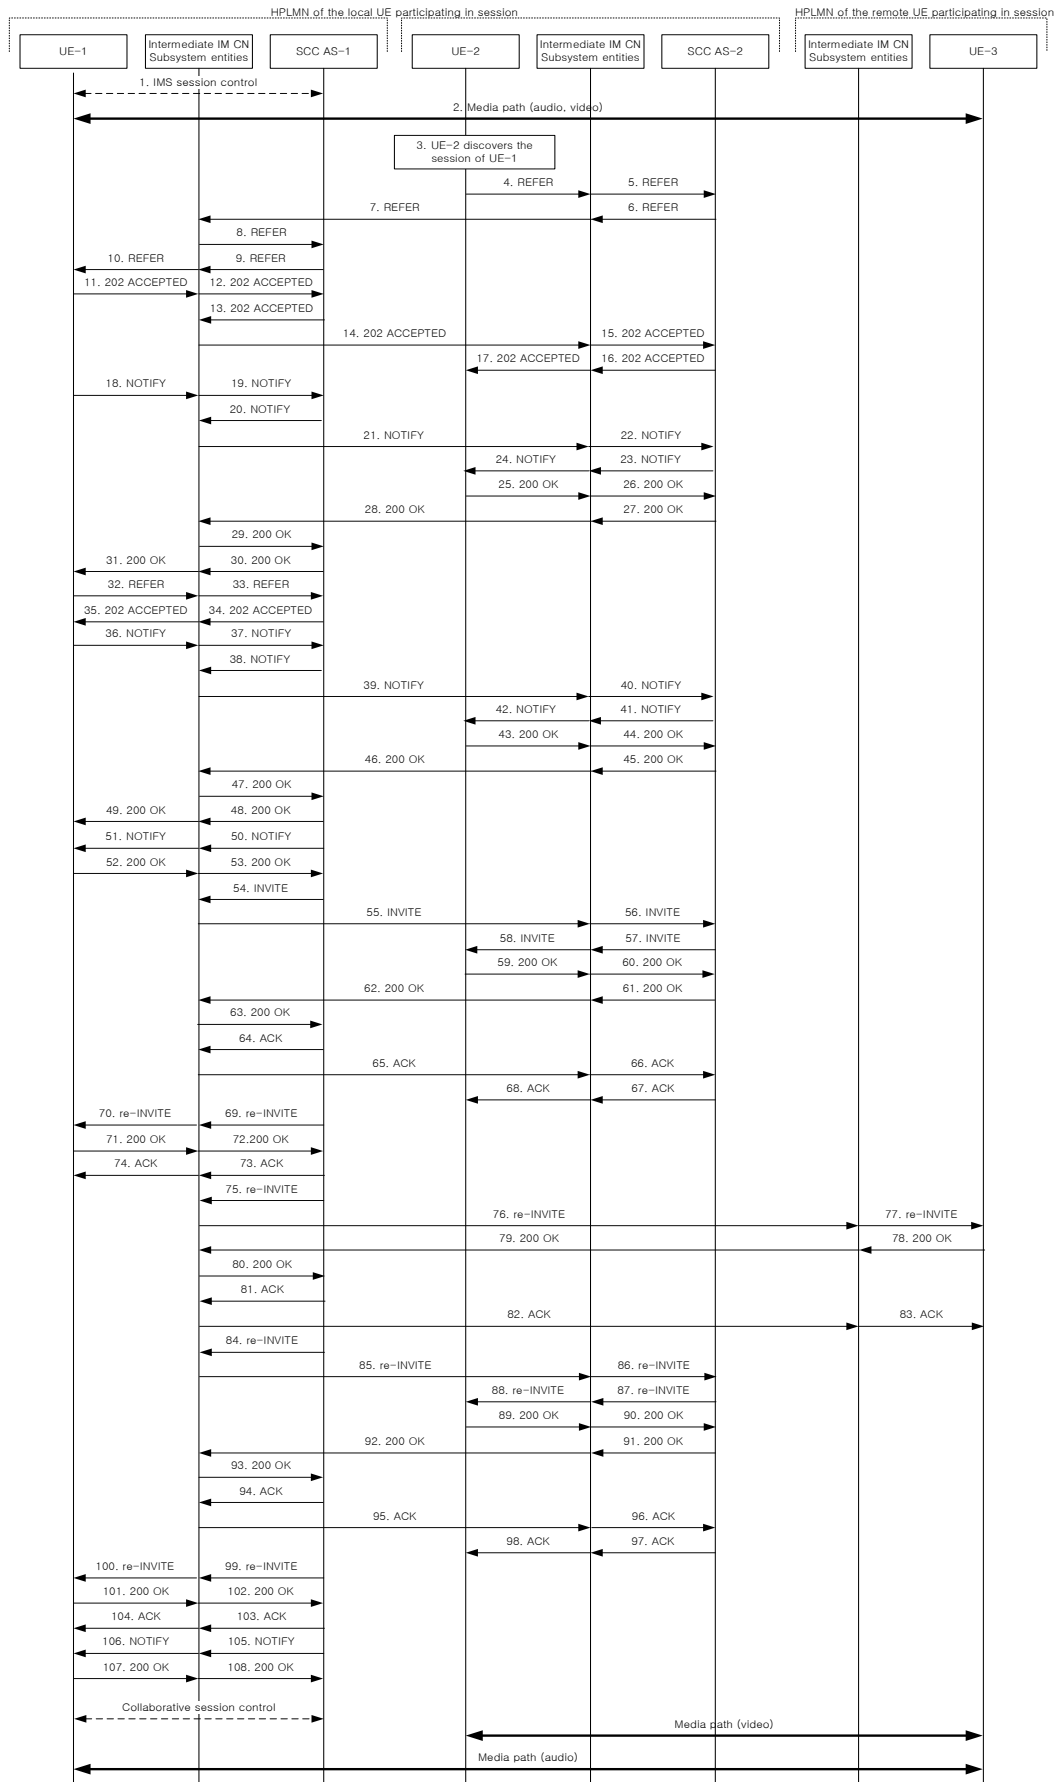 HPLMN of the local UE participating in session
HPLMN of the remote UE participating in session
UE-1
Intermediate IM CN
Subsystem entities
SCC AS-1
UE-2
Intermediate IM CN
Subsystem entities
SCC AS-2
Intermediate IM CN
Subsystem entities
UE-3
1. IMS session control
2. Media path (audio, video)
3. UE-2 discovers the
session of UE-1
4. REFER
5. REFER
7. REFER
6. REFER
8. REFER
10. REFER
9. REFER
11. 202 ACCEPTED
12. 202 ACCEPTED
13. 202 ACCEPTED
14. 202 ACCEPTED
15. 202 ACCEPTED
17. 202 ACCEPTED
16. 202 ACCEPTED
18. NOTIFY
19. NOTIFY
20. NOTIFY
21. NOTIFY
22. NOTIFY
24. NOTIFY
23. NOTIFY
25. 200 OK
26. 200 OK
28. 200 OK
27. 200 OK
29. 200 OK
31. 200 OK
30. 200 OK
32. REFER
33. REFER
35. 202 ACCEPTED
34. 202 ACCEPTED
36. NOTIFY
37. NOTIFY
38. NOTIFY
39. NOTIFY
40. NOTIFY
42. NOTIFY
41. NOTIFY
43. 200 OK
44. 200 OK
46. 200 OK
45. 200 OK
47. 200 OK
49. 200 OK
48. 200 OK
51. NOTIFY
50. NOTIFY
52. 200 OK
53. 200 OK
54. INVITE
55. INVITE
56. INVITE
58. INVITE
57. INVITE
59. 200 OK
60. 200 OK
62. 200 OK
61. 200 OK
63. 200 OK
64. ACK
65. ACK
66. ACK
68. ACK
67. ACK
70. re-INVITE
69. re-INVITE
71. 200 OK
72.200 OK
74. ACK
73. ACK
75. re-INVITE
76. re-INVITE
77. re-INVITE
79. 200 OK
78. 200 OK
80. 200 OK
81. ACK
82. ACK
83. ACK
84. re-INVITE
85. re-INVITE
86. re-INVITE
88. re-INVITE
87. re-INVITE
89. 200 OK
90. 200 OK
92. 200 OK
91. 200 OK
93. 200 OK
94. ACK
95. ACK
96. ACK
98. ACK
97. ACK
100. re-INVITE
99. re-INVITE
101. 200 OK
102. 200 OK
104. ACK
103. ACK
106. NOTIFY
105. NOTIFY
107. 200 OK
108. 200 OK
Collaborative session control
Media path (video)
Media path (audio)